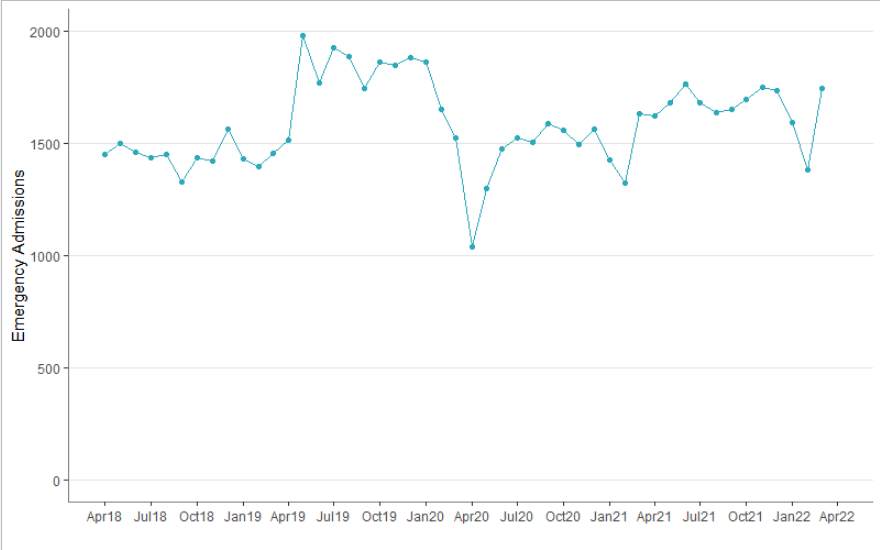 Emergency Admissions
2000
1500
1000
500
0
Apr18 Jul18 Oct18 Jan19 Apr19 Jul19 Oct19 Jan20 Apr20 Jul20 Oct20 Jan21 Apr21 Jul21 Oct21 Jan22 Apr22